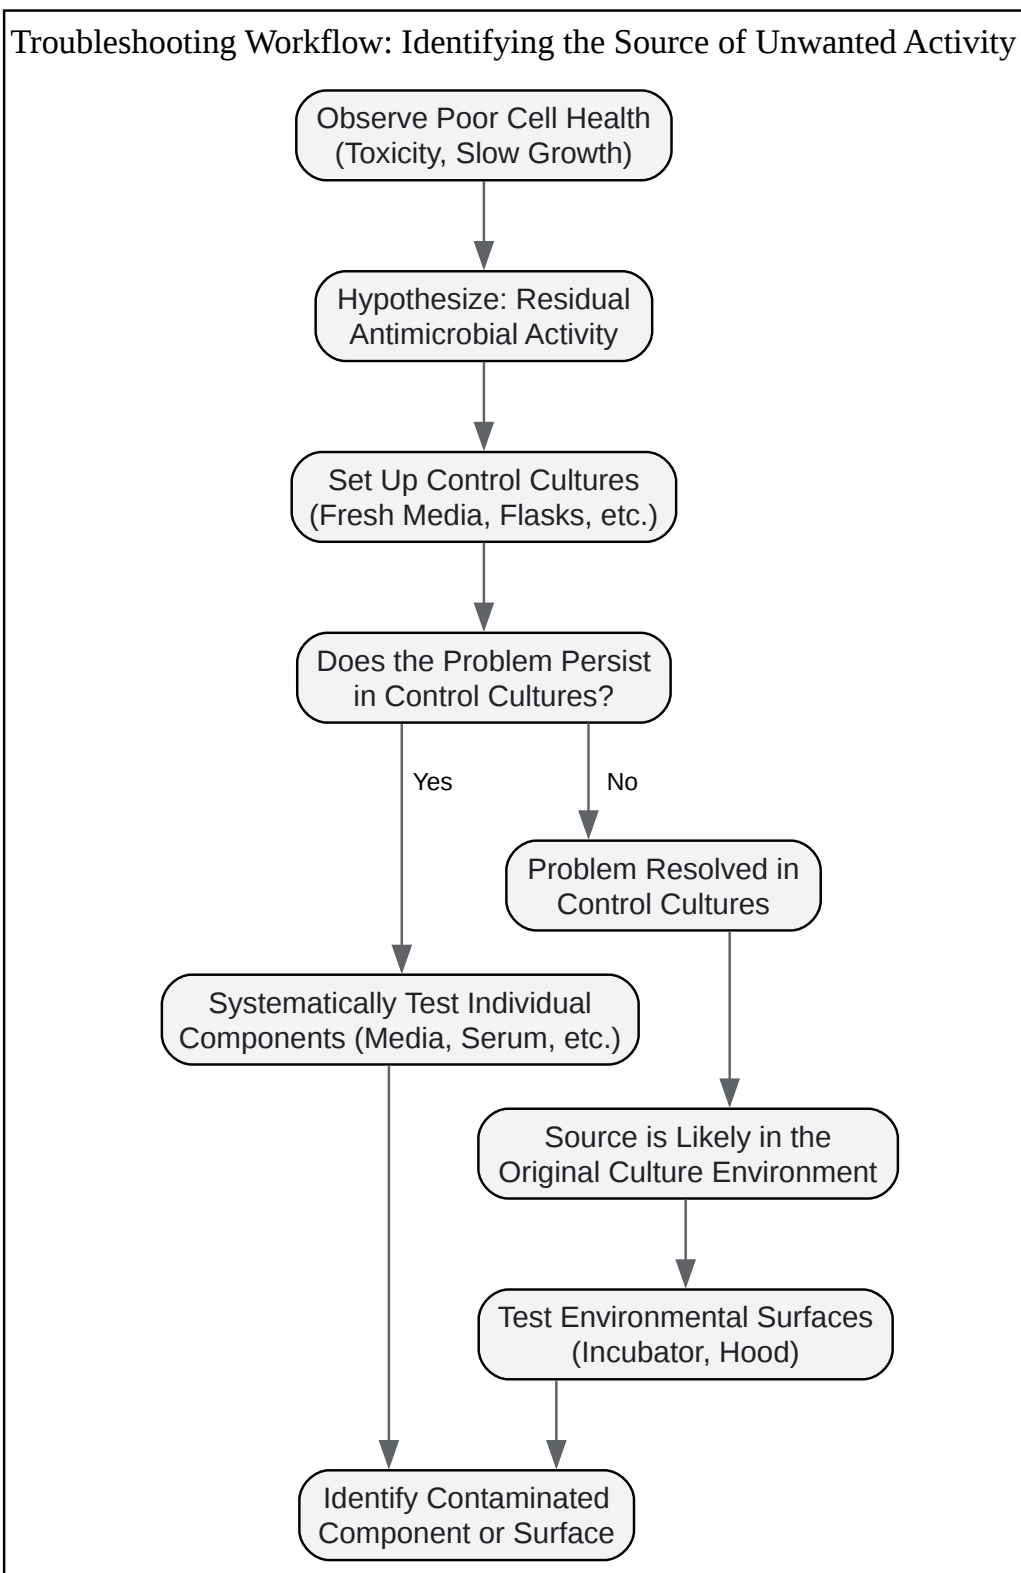 Troubleshooting Workflow: Identifying the Source of Unwanted Activity
Observe Poor Cell Health
(Toxicity, Slow Growth)
Hypothesize: Residual
Antimicrobial Activity
Set Up Control Cultures
(Fresh Media, Flasks, etc.)
Does the Problem Persist
in Control Cultures?
Yes
No
Problem Resolved in
Control Cultures
Systematically Test Individual
Components (Media, Serum, etc.)
Source is Likely in the
Original Culture Environment
Test Environmental Surfaces
(Incubator, Hood)
Identify Contaminated
Component or Surface